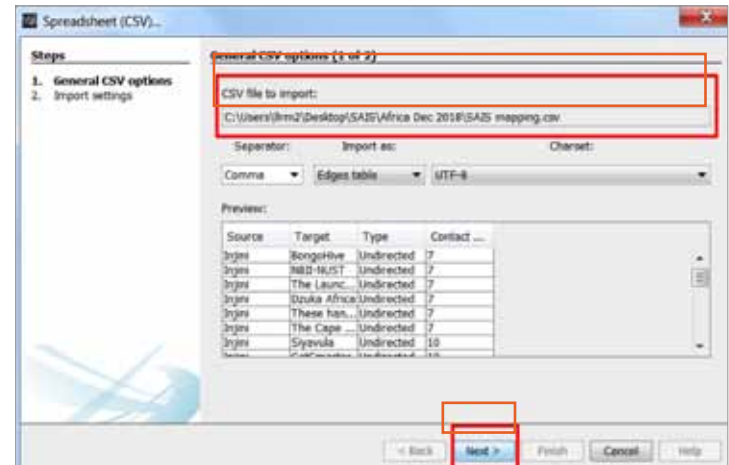 Spreadsheet (CSV)...
Steps
1. General CSV options
2. Import settings
General CSV options (1 of 2)
CSV file to import:
C:\Users\lrm2\Desktop\SAIS\Africa Dec 2018\SAIS mapping.csv
Separator: Import as: Charset:
Comma Edges table UTF-8
Preview:
Source Target Type Contact ...
Injini BongoHive Undirected 7
Injini NBII-NUST Undirected 7
Injini The Launc... Undirected 7
Injini Dzuka Africa Undirected 7
Injini These han... Undirected 7
Injini The Cape ... Undirected 7
Injini Siyavula Undirected 10
Injini Undirected 10
< Back Next > Finish Cancel Help